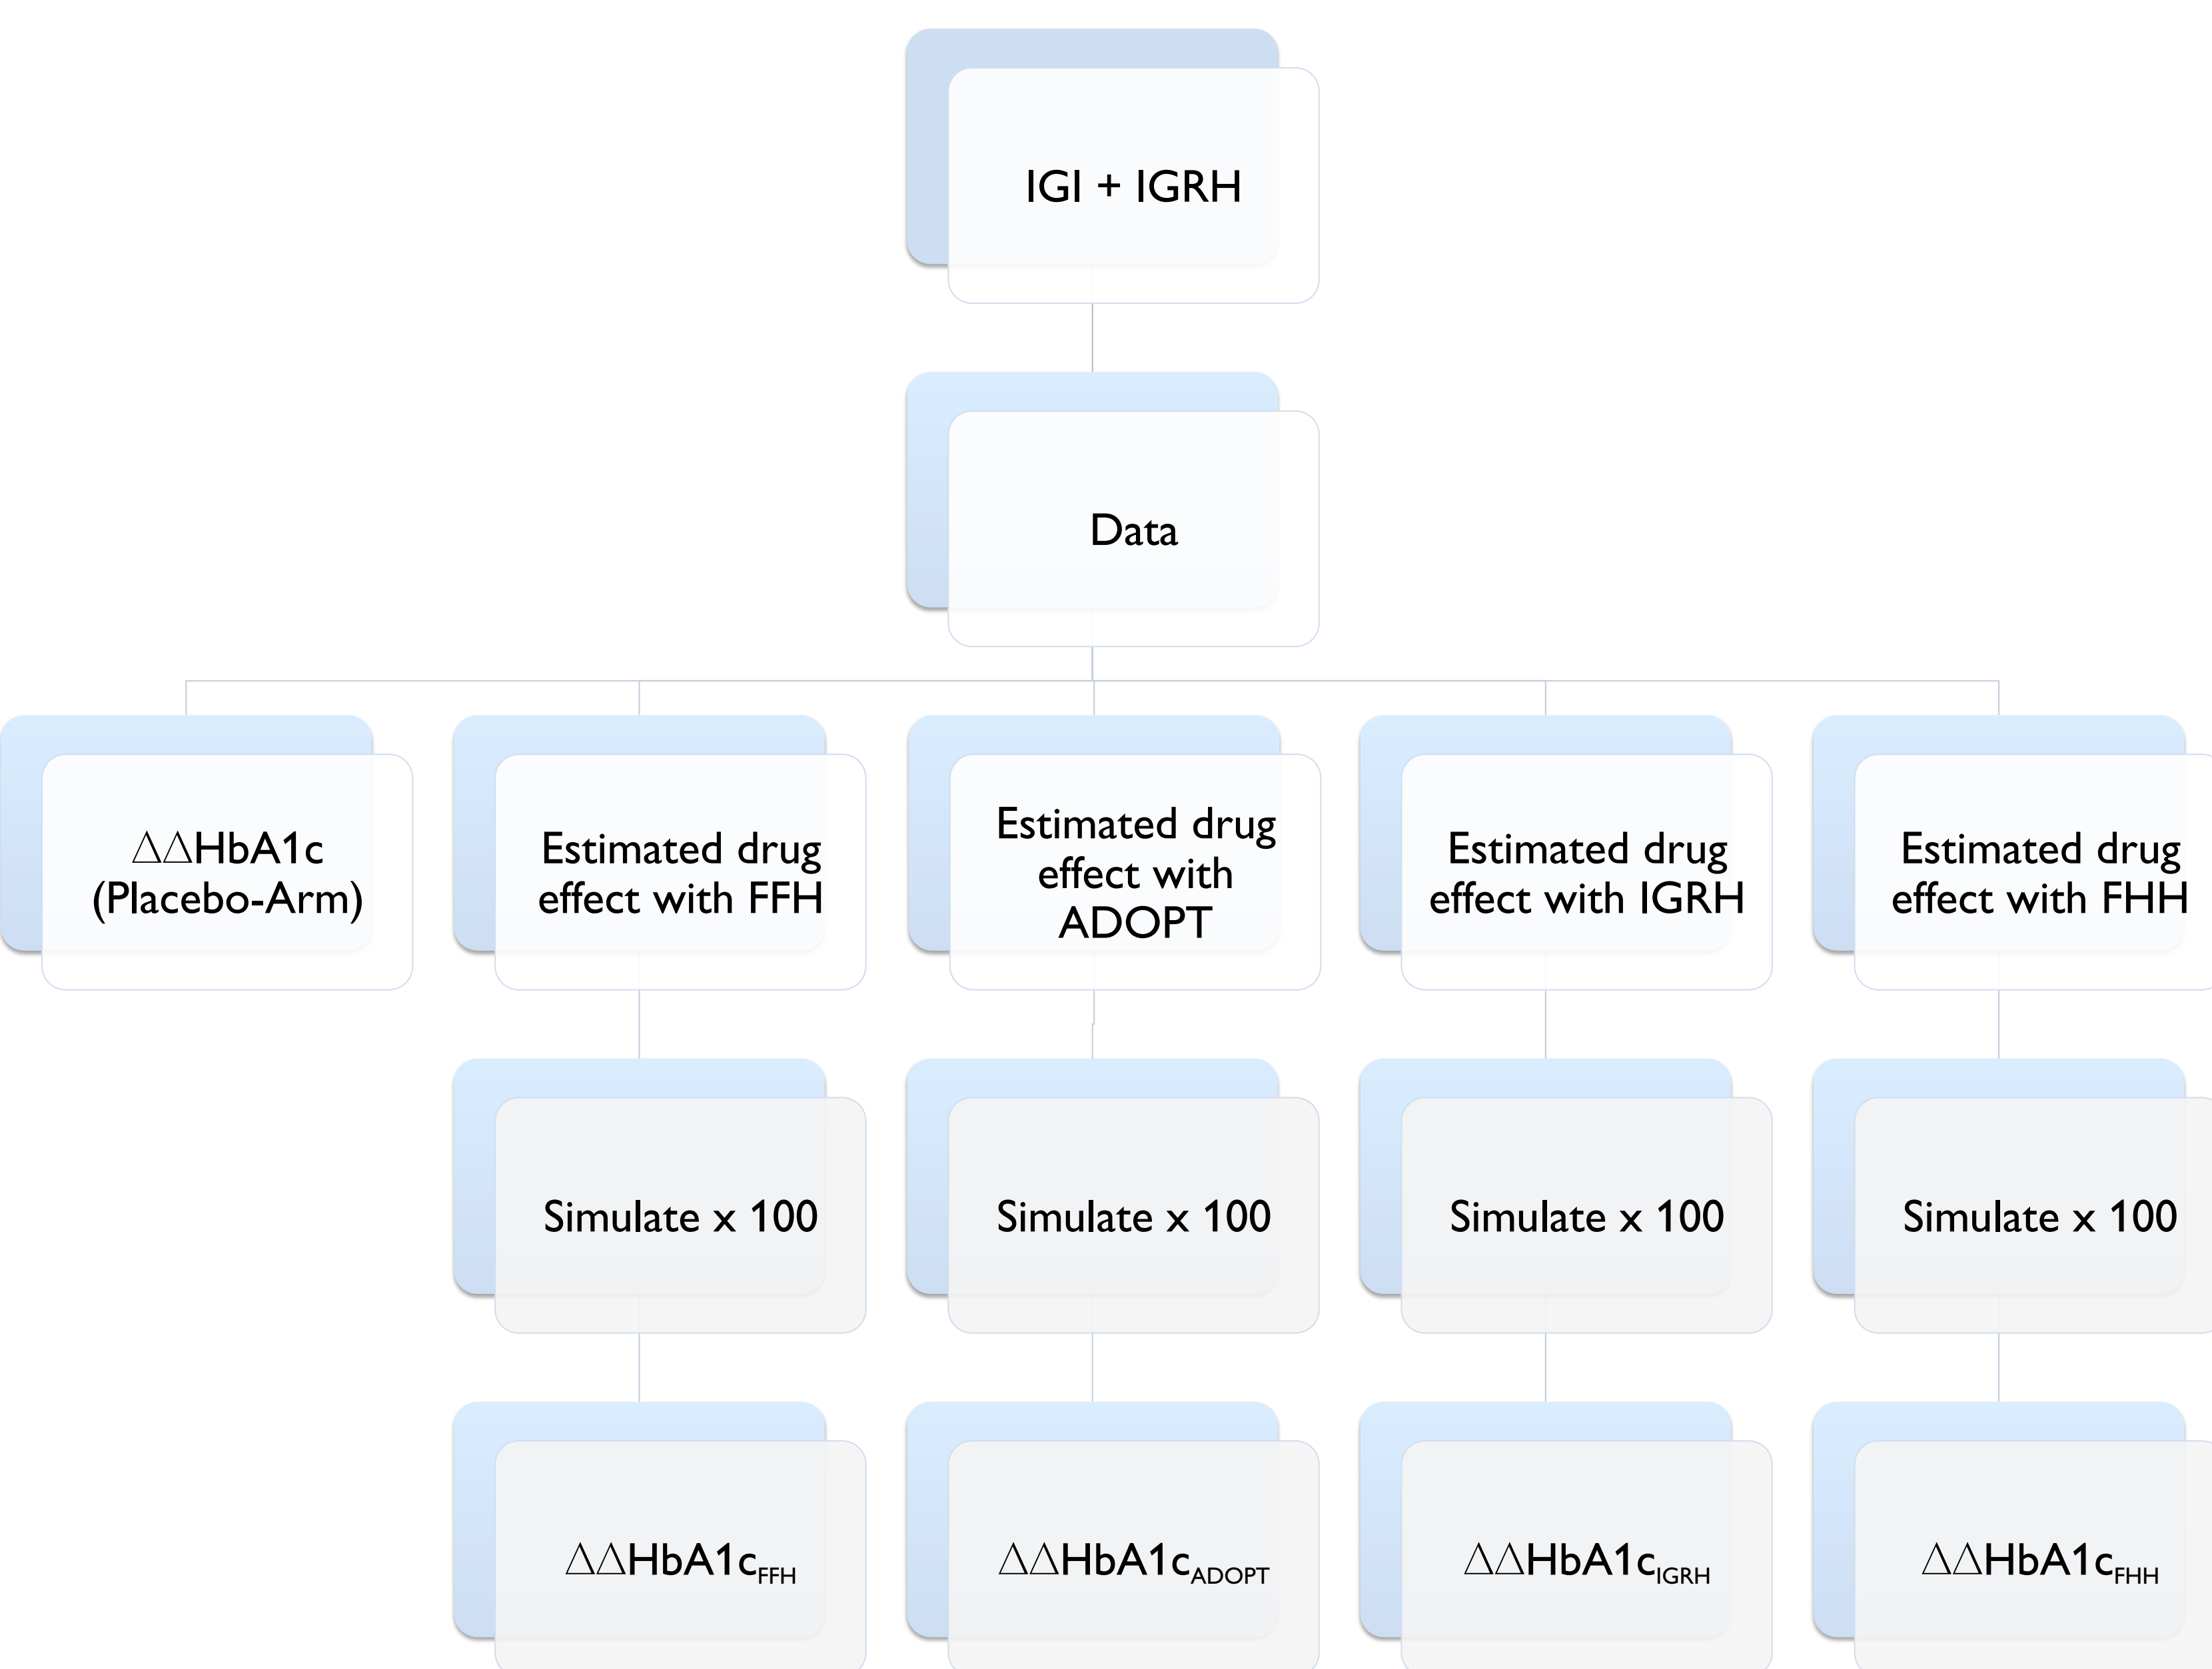 IGI + IGRH
Data
ΔΔHbA1c
(Placebo-Arm)
Estimated drug
effect with FFH
Estimated drug
effect with
ADOPT
Estimated drug
effect with IGRH
Estimated drug
effect with FHH
Simulate x 100
Simulate x 100
Simulate x 100
Simulate x 100
ΔΔHbA1cFFH
ΔΔHbA1cADOPT
ΔΔHbA1cIGRH
ΔΔHbA1cFHH